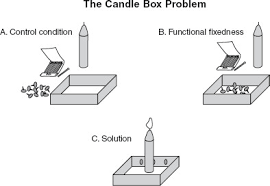 The Candle Box Problem
A. Control condition
B. Functional fixedness
C. Solution